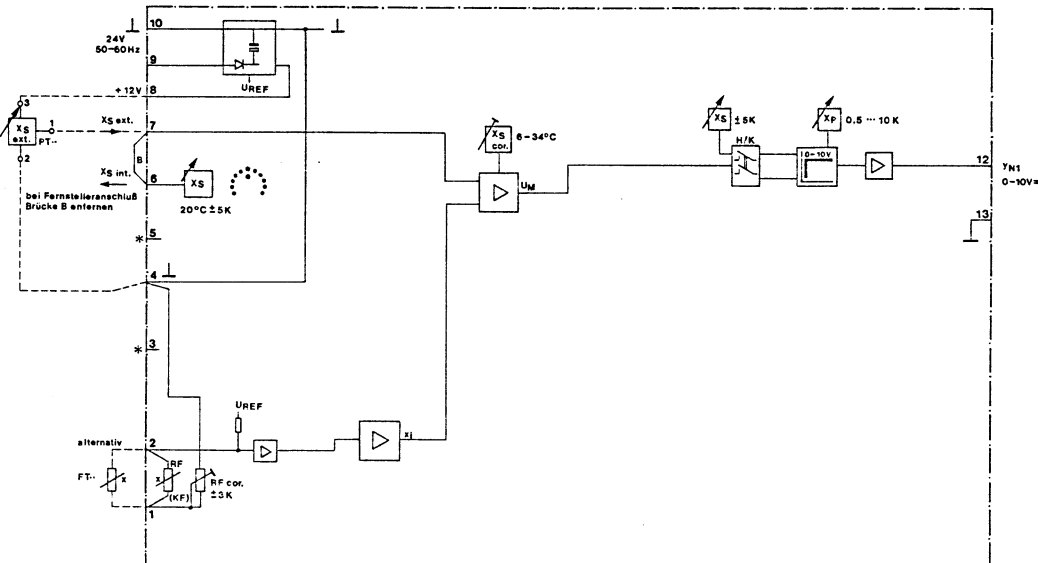 10
24V
50-60Hz
9
UREF
+12V
8
3
XS
ext.
1
PT··
2
XS ext.
7
B
XS int.
6
XS
20°C±5K
bei Fernstelleranschluß
Brücke B enfernen
* 5
4
* 3
XS
cor.
6-34°C
UM
XS
±5K
H/K
XP
0.5 ··· 10K
0-10V
12
YN1
0-10V=
13
UREF
alternativ
2
xi
FT··
x
RF
x
(KF)
RF cor.
±3K
1